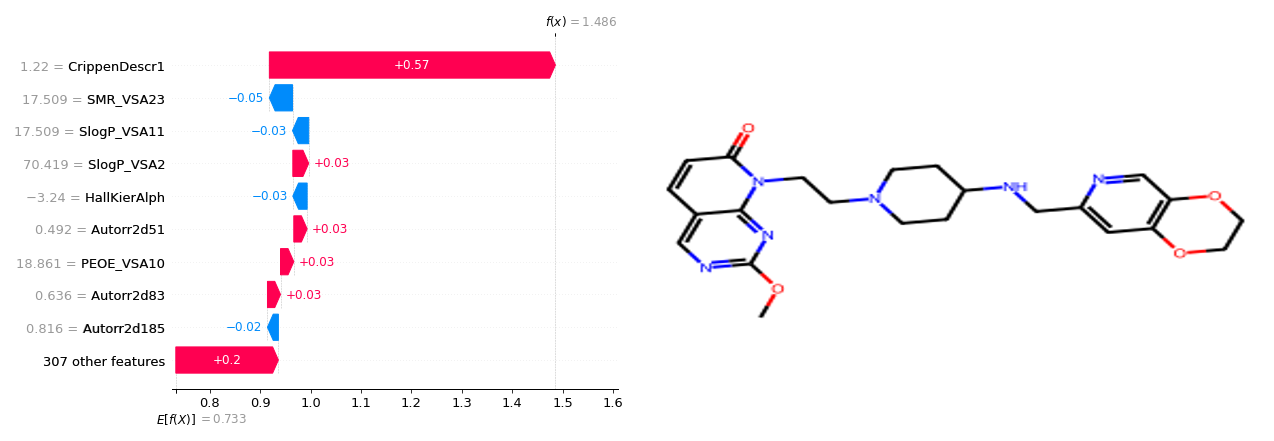 f(x) = 1.486
1.22 = CrippenDescr1
+0.57
17.509 = SMR_VSA23
−0.05
17.509 = SlogP_VSA11
−0.03
70.419 = SlogP_VSA2
+0.03
−3.24 = HallKierAlph
−0.03
0.492 = Autorr2d51
+0.03
18.861 = PEOE_VSA10
+0.03
0.636 = Autorr2d83
+0.03
0.816 = Autorr2d185
−0.02
307 other features
+0.2
0.8 0.9 1.0 1.1 1.2 1.3 1.4 1.5 1.6
E[f(X)] = 0.733
O
N
N
N
O
N
NH
N
O
O